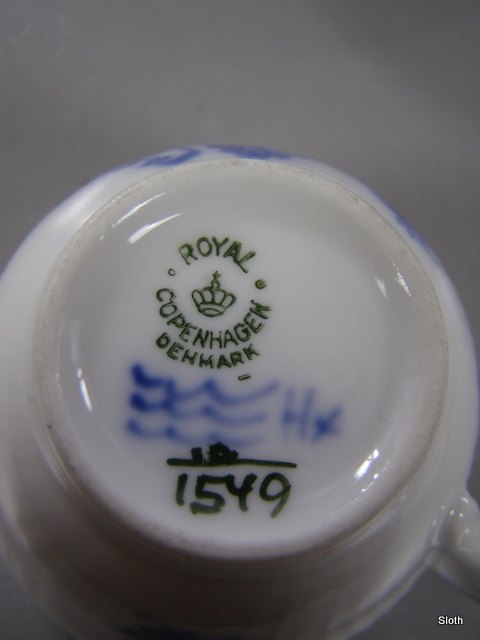 ROYAL
COPENHAGEN
DENMARK
Hx
1549
Sloth